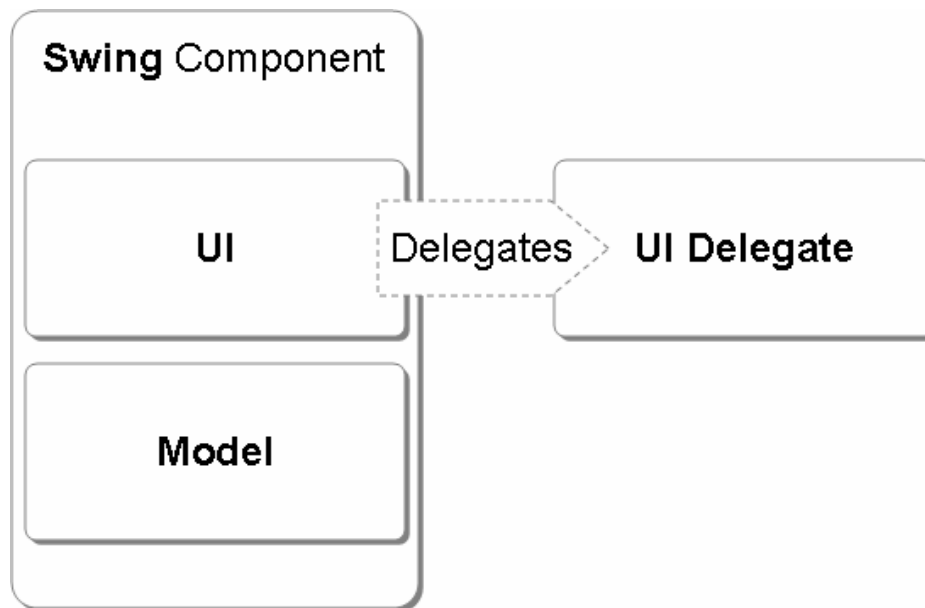 Swing Component
UI
Delegates
UI Delegate
Model